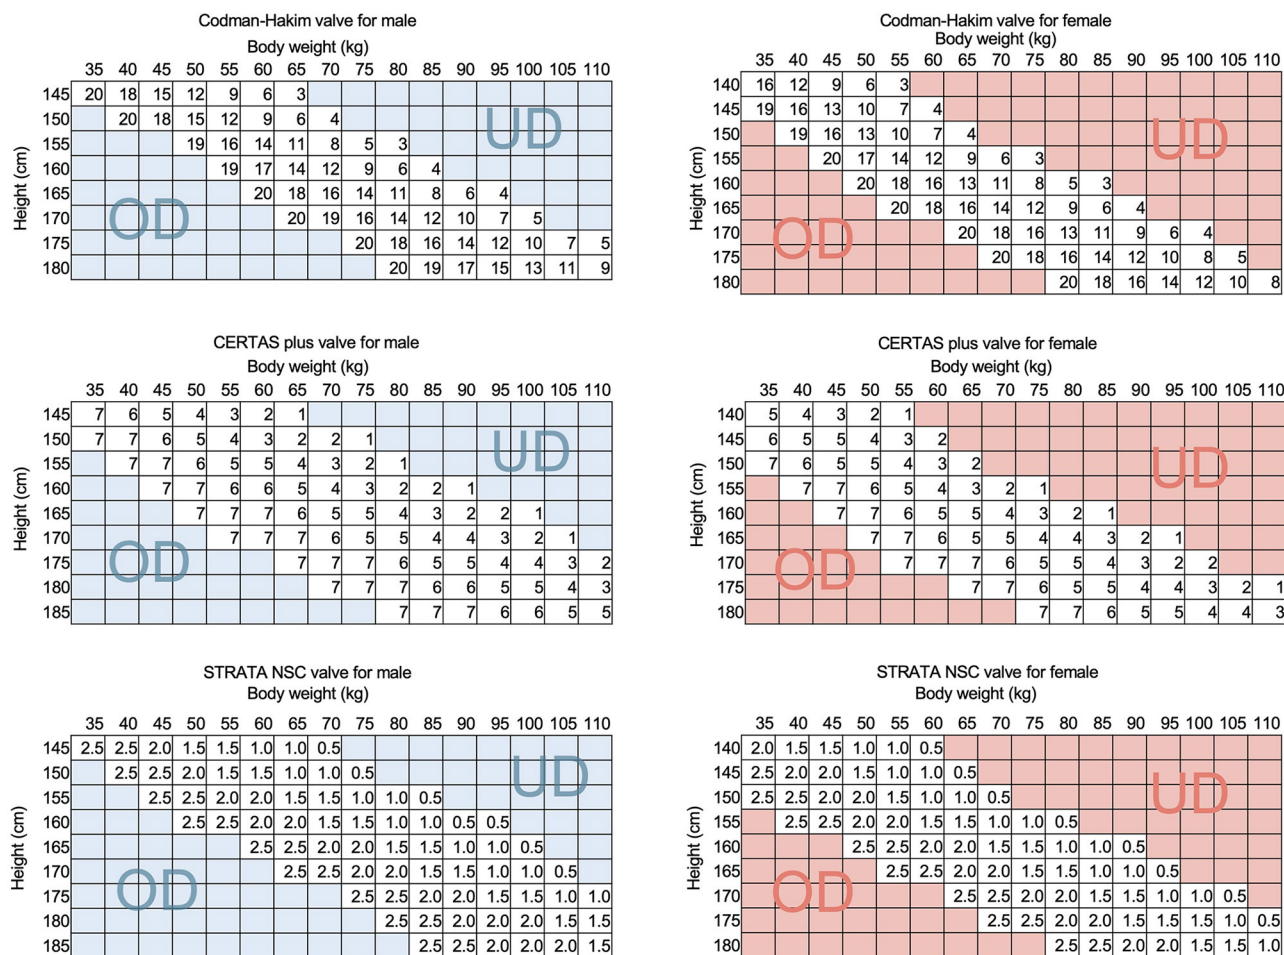 Codman-Hakim valve for male
Body weight (kg)
35 40 45 50 55 60 65 70 75 80 85 90 95 100 105 110
Height (cm)
145 20 18 15 12 9 6 3
150 20 18 15 12 9 6 4
UD
155 19 16 14 11 8 5 3
160 19 17 14 12 9 6 4
165 20 18 16 14 11 8 6 4
OD
170 20 19 16 14 12 10 7 5
175 20 18 16 14 12 10 7 5
180 20 19 17 15 13 11 9
Codman-Hakim valve for female
Body weight (kg)
35 40 45 50 55 60 65 70 75 80 85 90 95 100 105 110
Height (cm)
140 16 12 9 6 3
145 19 16 13 10 7 4
150 19 16 13 10 7 4
UD
155 20 17 14 12 9 6 3
160 20 18 16 13 11 8 5 3
165 20 18 16 14 12 9 6 4
170 20 18 16 13 11 9 6 4
OD
175 20 18 16 14 12 10 8 5
180 20 18 16 14 12 10 8
CERTAS plus valve for male
Body weight (kg)
35 40 45 50 55 60 65 70 75 80 85 90 95 100 105 110
Height (cm)
145 7 6 5 4 3 2 1
150 7 7 6 5 4 3 2 2 1
UD
155 7 7 6 5 5 4 3 2 1
160 7 7 6 6 5 4 3 2 2 1
165 7 7 7 6 5 5 4 3 2 2 1
170 7 7 7 6 5 5 4 4 3 2 1
OD
175 7 7 7 6 5 5 4 4 3 2
180 7 7 7 6 6 5 5 4 3
185 7 7 7 6 6 5 5
CERTAS plus valve for female
Body weight (kg)
35 40 45 50 55 60 65 70 75 80 85 90 95 100 105 110
Height (cm)
140 5 4 3 2 1
145 6 5 5 4 3 2
150 7 6 5 5 4 3 2
UD
155 7 7 6 5 4 3 2 1
160 7 7 6 5 5 4 3 2 1
165 7 7 6 5 5 4 4 3 2 1
170 7 7 7 6 5 5 4 3 2 2
OD
175 7 7 6 5 5 4 4 3 2 1
180 7 7 6 5 5 4 4 3
STRATA NSC valve for male
Body weight (kg)
35 40 45 50 55 60 65 70 75 80 85 90 95 100 105 110
Height (cm)
145 2.5 2.5 2.0 1.5 1.5 1.0 1.0 0.5
150 2.5 2.5 2.0 1.5 1.5 1.0 1.0 0.5
UD
155 2.5 2.5 2.0 2.0 1.5 1.5 1.0 1.0 0.5
160 2.5 2.5 2.0 2.0 1.5 1.5 1.0 1.0 0.5 0.5
165 2.5 2.5 2.0 2.0 1.5 1.5 1.0 1.0 0.5
170 2.5 2.5 2.0 2.0 1.5 1.5 1.0 1.0 0.5
OD
175 2.5 2.5 2.0 2.0 1.5 1.5 1.0 1.0
180 2.5 2.5 2.0 2.0 2.0 1.5 1.5
185 2.5 2.5 2.0 2.0 2.0 1.5
STRATA NSC valve for female
Body weight (kg)
35 40 45 50 55 60 65 70 75 80 85 90 95 100 105 110
Height (cm)
140 2.0 1.5 1.5 1.0 1.0 0.5
145 2.5 2.0 2.0 1.5 1.5 1.0 0.5
150 2.5 2.5 2.0 2.0 1.5 1.0 1.0 0.5
UD
155 2.5 2.5 2.0 2.0 1.5 1.5 1.0 1.0 0.5
160 2.5 2.5 2.0 2.0 1.5 1.5 1.0 1.0 0.5
165 2.5 2.5 2.0 2.0 1.5 1.5 1.0 1.0 0.5
OD
170 2.5 2.5 2.0 2.0 1.5 1.5 1.0 1.0 0.5
175 2.5 2.5 2.0 2.0 1.5 1.5 1.5 1.0 0.5
180 2.5 2.5 2.0 2.0 1.5 1.5 1.0